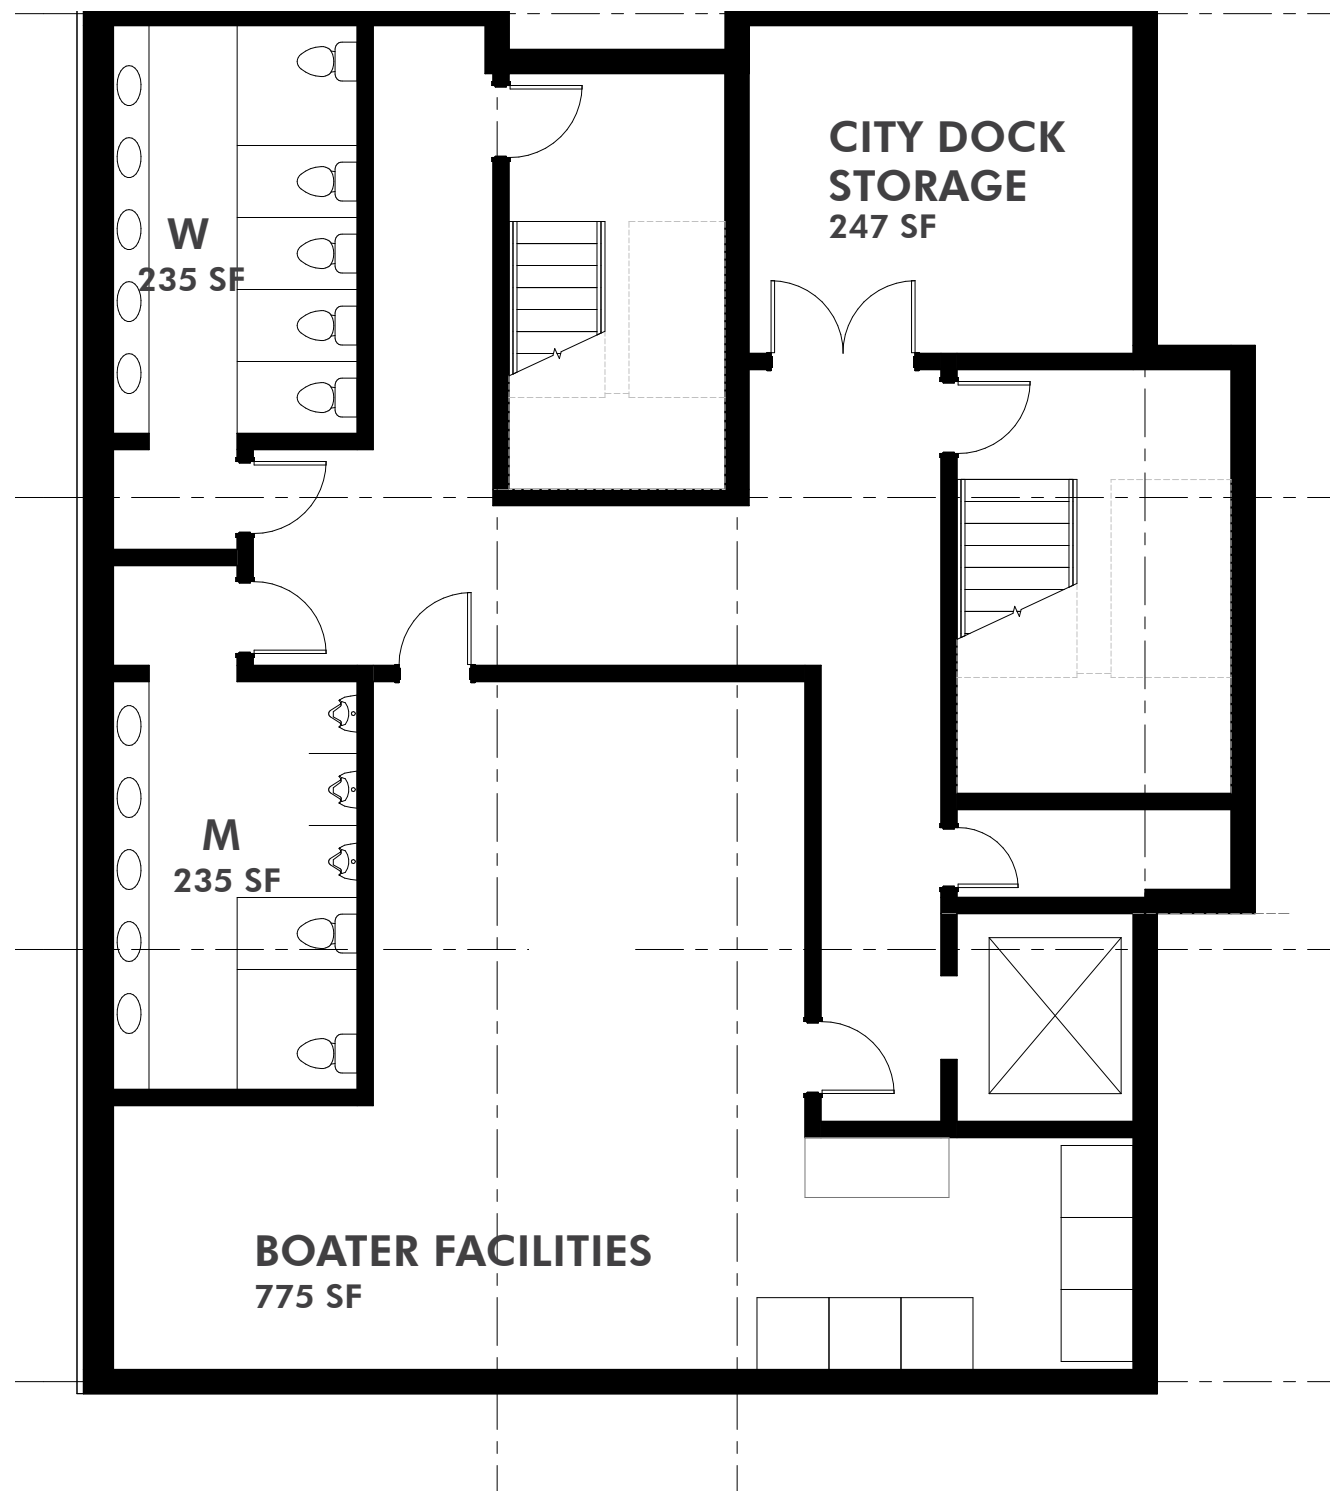 CITY DOCK
STORAGE
247 SF
W
235 SF
M
235 SF
BOATER FACILITIES
775 SF